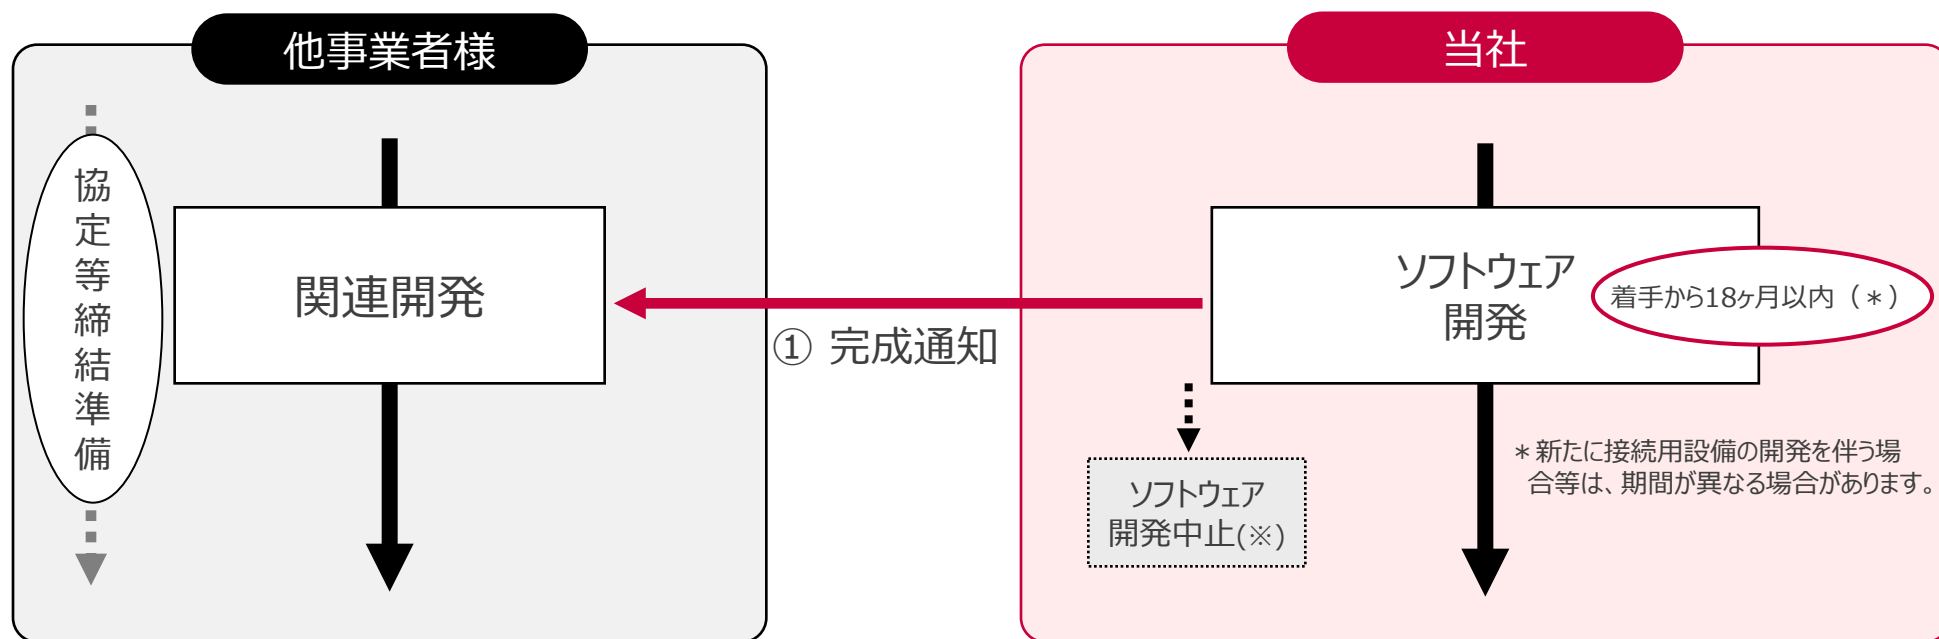 他事業者様
協定等締結準備
関連開発
① 完成通知
当社
ソフトウェア
開発
着手から18ヶ月以内（＊）
ソフトウェア
開発中止(※)
＊新たに接続用設備の開発を伴う場
合等は、期間が異なる場合があります。